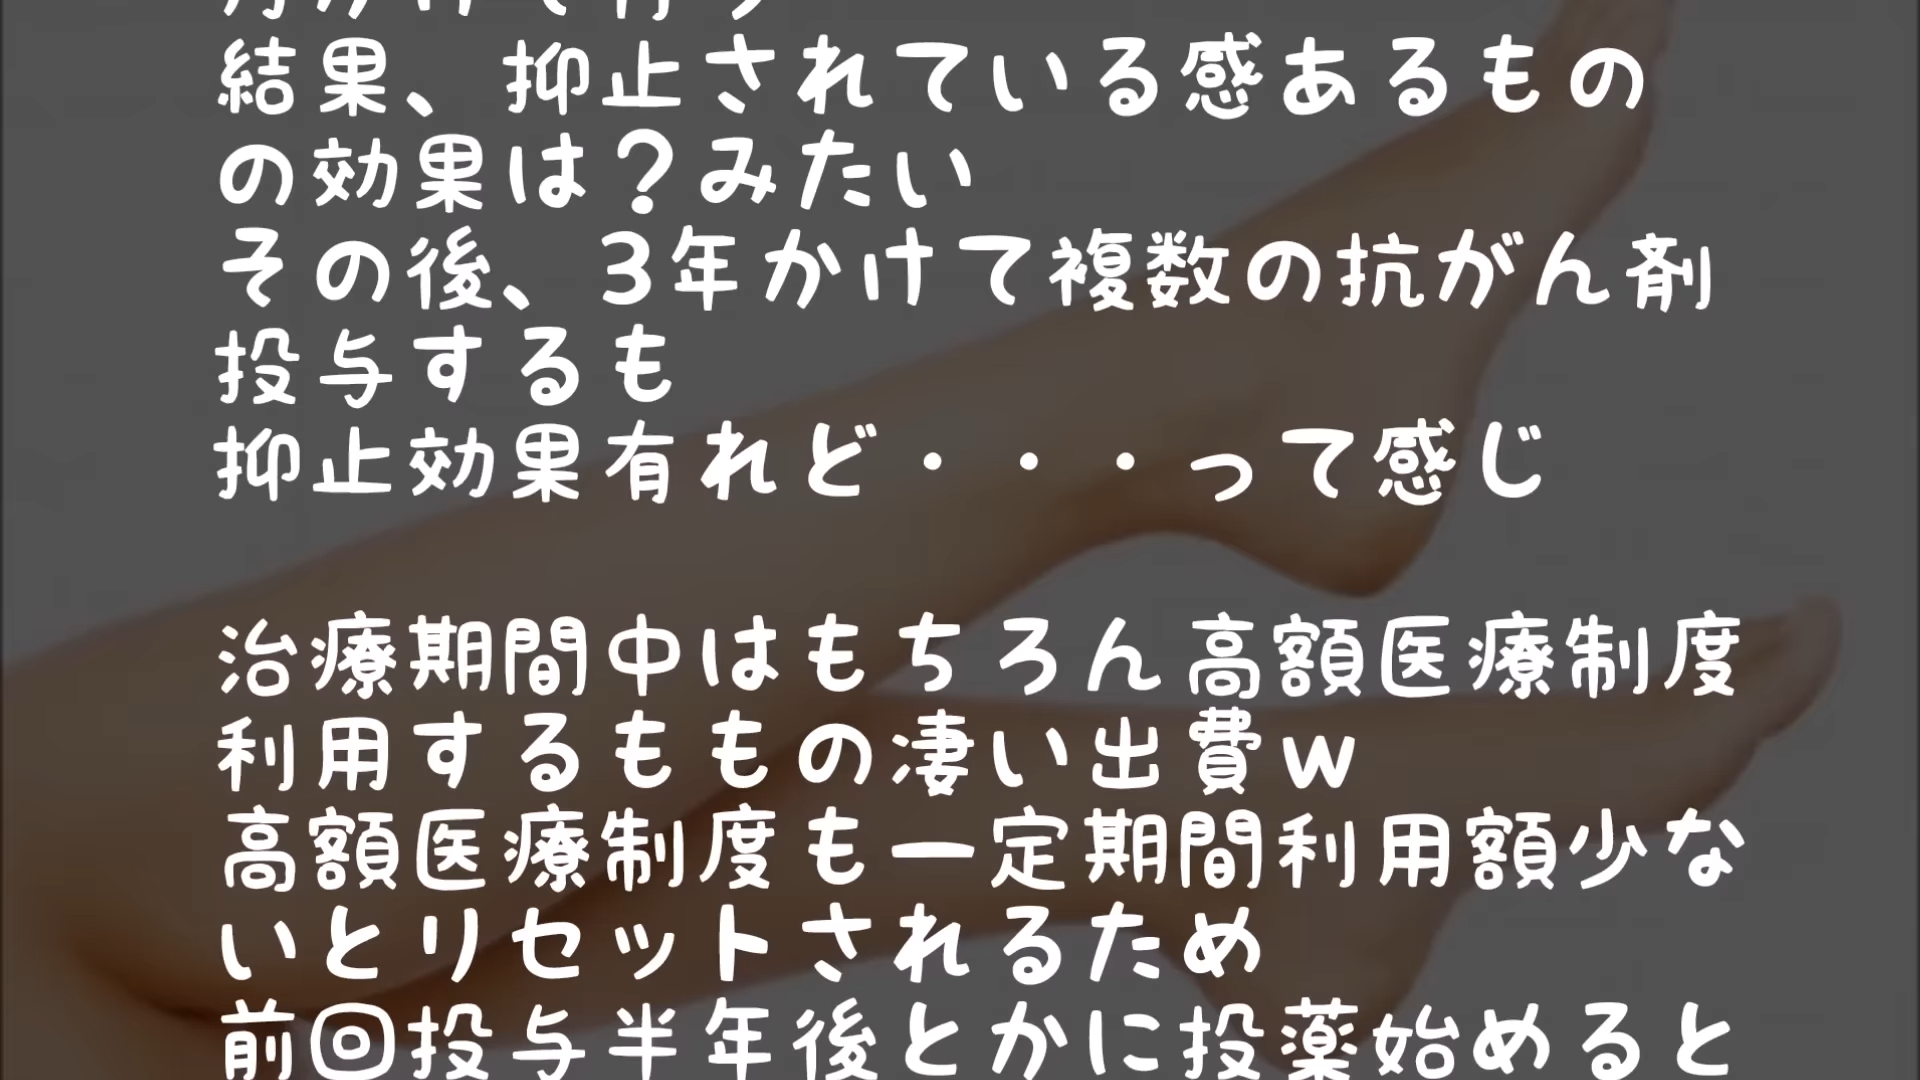 結果、抑止されている感あるもの
の効果は？みたい
その後、3年かけて複数の抗がん剤
投与するも
抑止効果有れど・・・って感じ
治療期間中はもちろん高額医療制度
利用するももの凄い出費w
高額医療制度も一定期間利用額少な
いとリセットされるため
前回投与半年後とかに投薬始めると